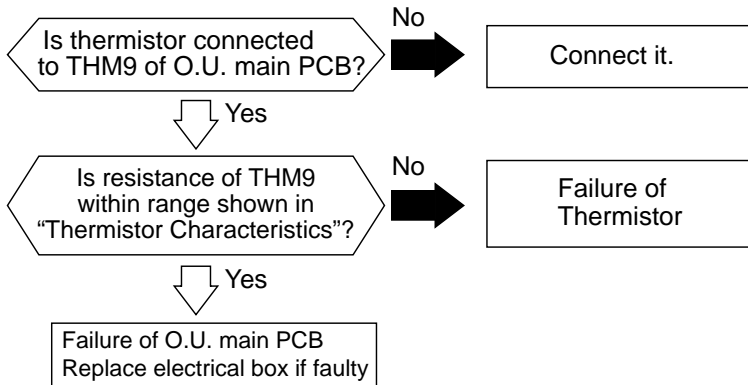 Is thermistor connected
to THM9 of O.U. main PCB?
No
Connect it.
Yes
Is resistance of THM9
within range shown in
“Thermistor Characteristics”?
No
Failure of
Thermistor
Yes
Failure of O.U. main PCB
Replace electrical box if faulty